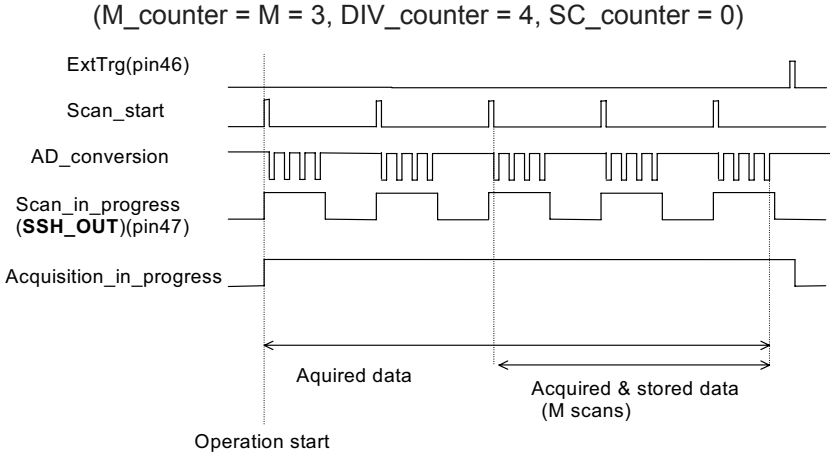 (M_counter = M = 3, DIV_counter = 4, SC_counter = 0)
ExtTrg(pin46)
Scan_start
AD_conversion
Scan_in_progress
(SSH_OUT)(pin47)
Acquisition_in_progress
Aquired data
Acquired & stored data
(M scans)
Operation start